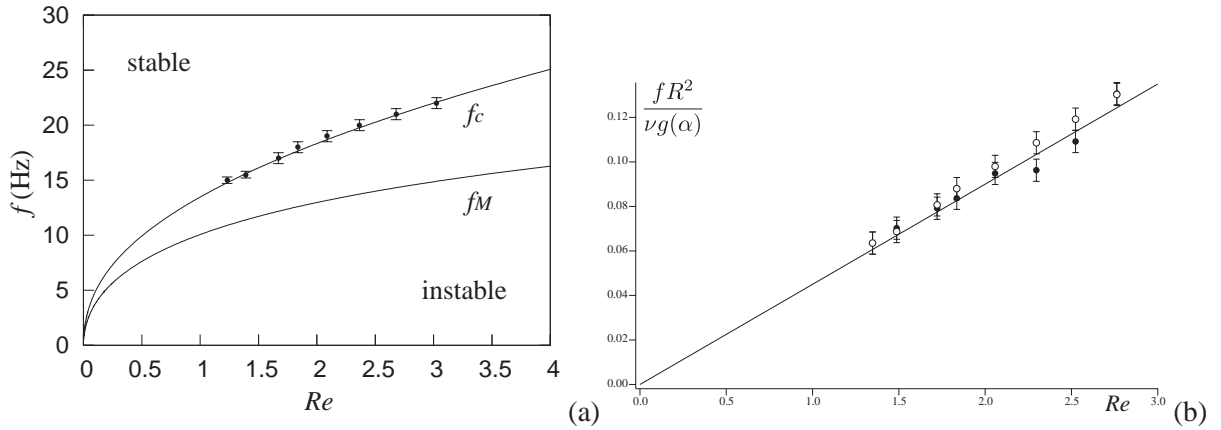 30
25
20
15
10
5
0
f (Hz)
stable
fc
fM
instable
0 0.5 1 1.5 2 2.5 3 3.5 4
Re
(a)
fR²
νg(α)
0.12
0.10
0.08
0.06
0.04
0.02
0.00
0.0 0.5 1.0 1.5 2.0 2.5 3.0
Re
(b)